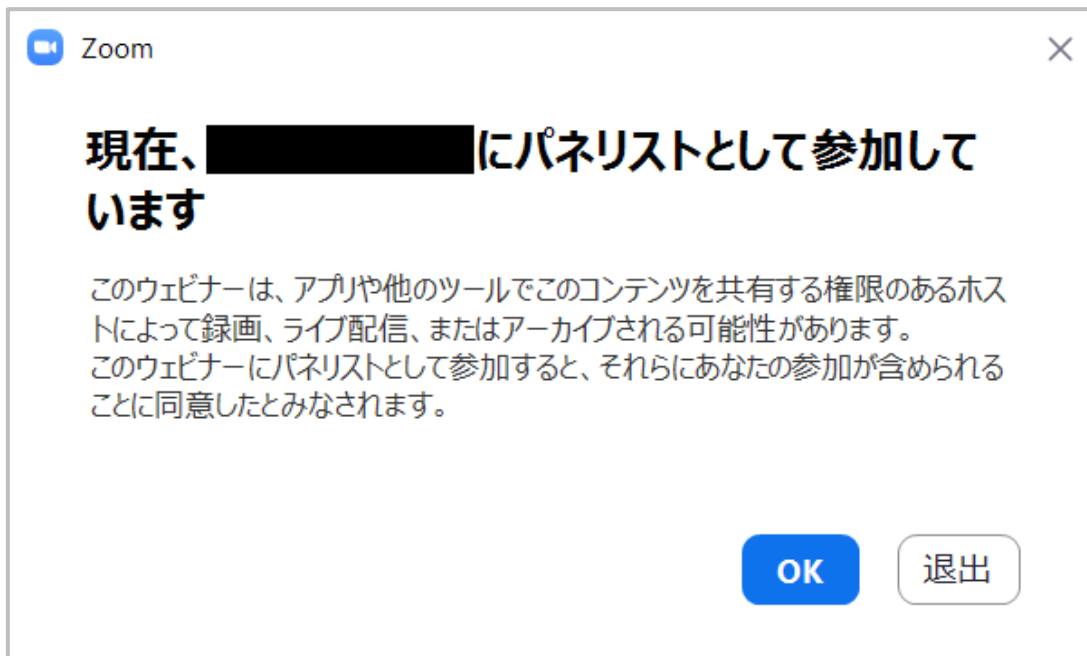 Zoom
現在、にパネリストとして参加して
います
このウェビナーは、アプリや他のツールでこのコンテンツを共有する権限のあるホス
トによって録画、ライブ配信、またはアーカイブされる可能性があります。
このウェビナーにパネリストとして参加すると、それらにあなたの参加が含められる
ことに同意したとみなされます。
OK
退出